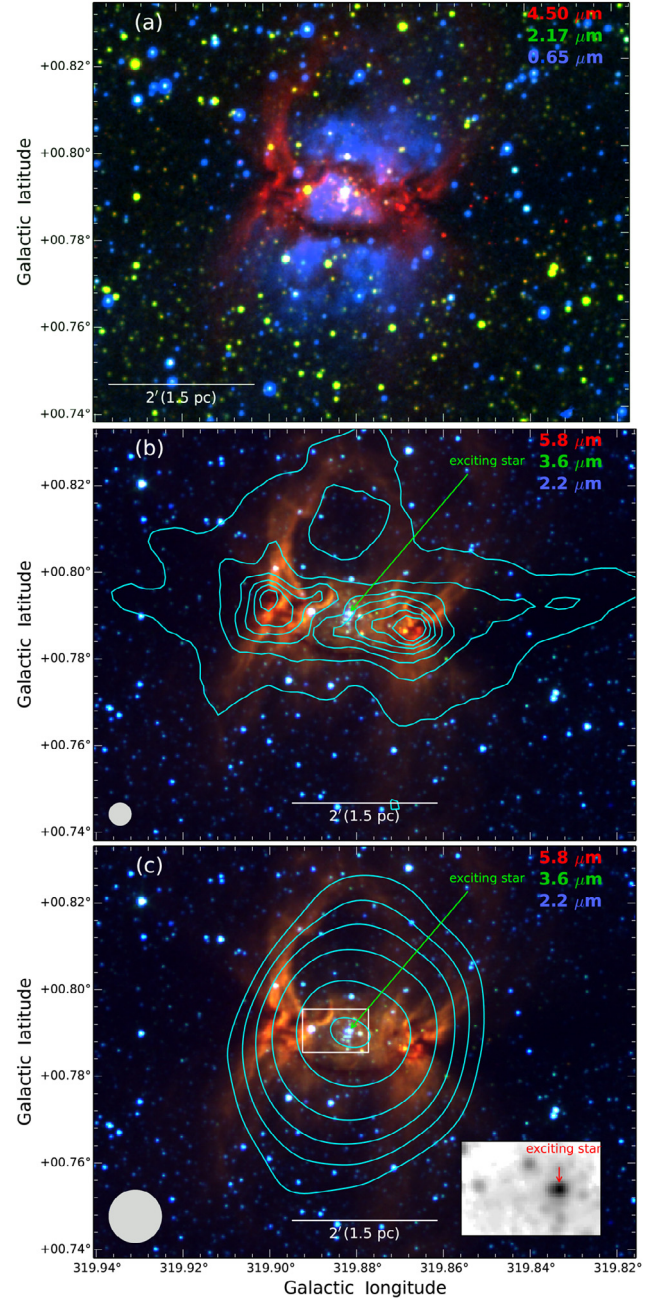 (a)
4.50 μm
2.17 μm
0.65 μm
+00.82°
+00.80°
+00.78°
+00.76°
+00.74°
Galactic latitude
2′(1.5 pc)
(b)
5.8 μm
3.6 μm
2.2 μm
exciting star
+00.82°
+00.80°
+00.78°
+00.76°
+00.74°
Galactic latitude
2′(1.5 pc)
(c)
5.8 μm
3.6 μm
2.2 μm
exciting star
+00.82°
+00.80°
+00.78°
+00.76°
+00.74°
Galactic latitude
exciting star
2′(1.5 pc)
319.94° 319.92° 319.90° 319.88° 319.86° 319.84° 319.82°
Galactic longitude